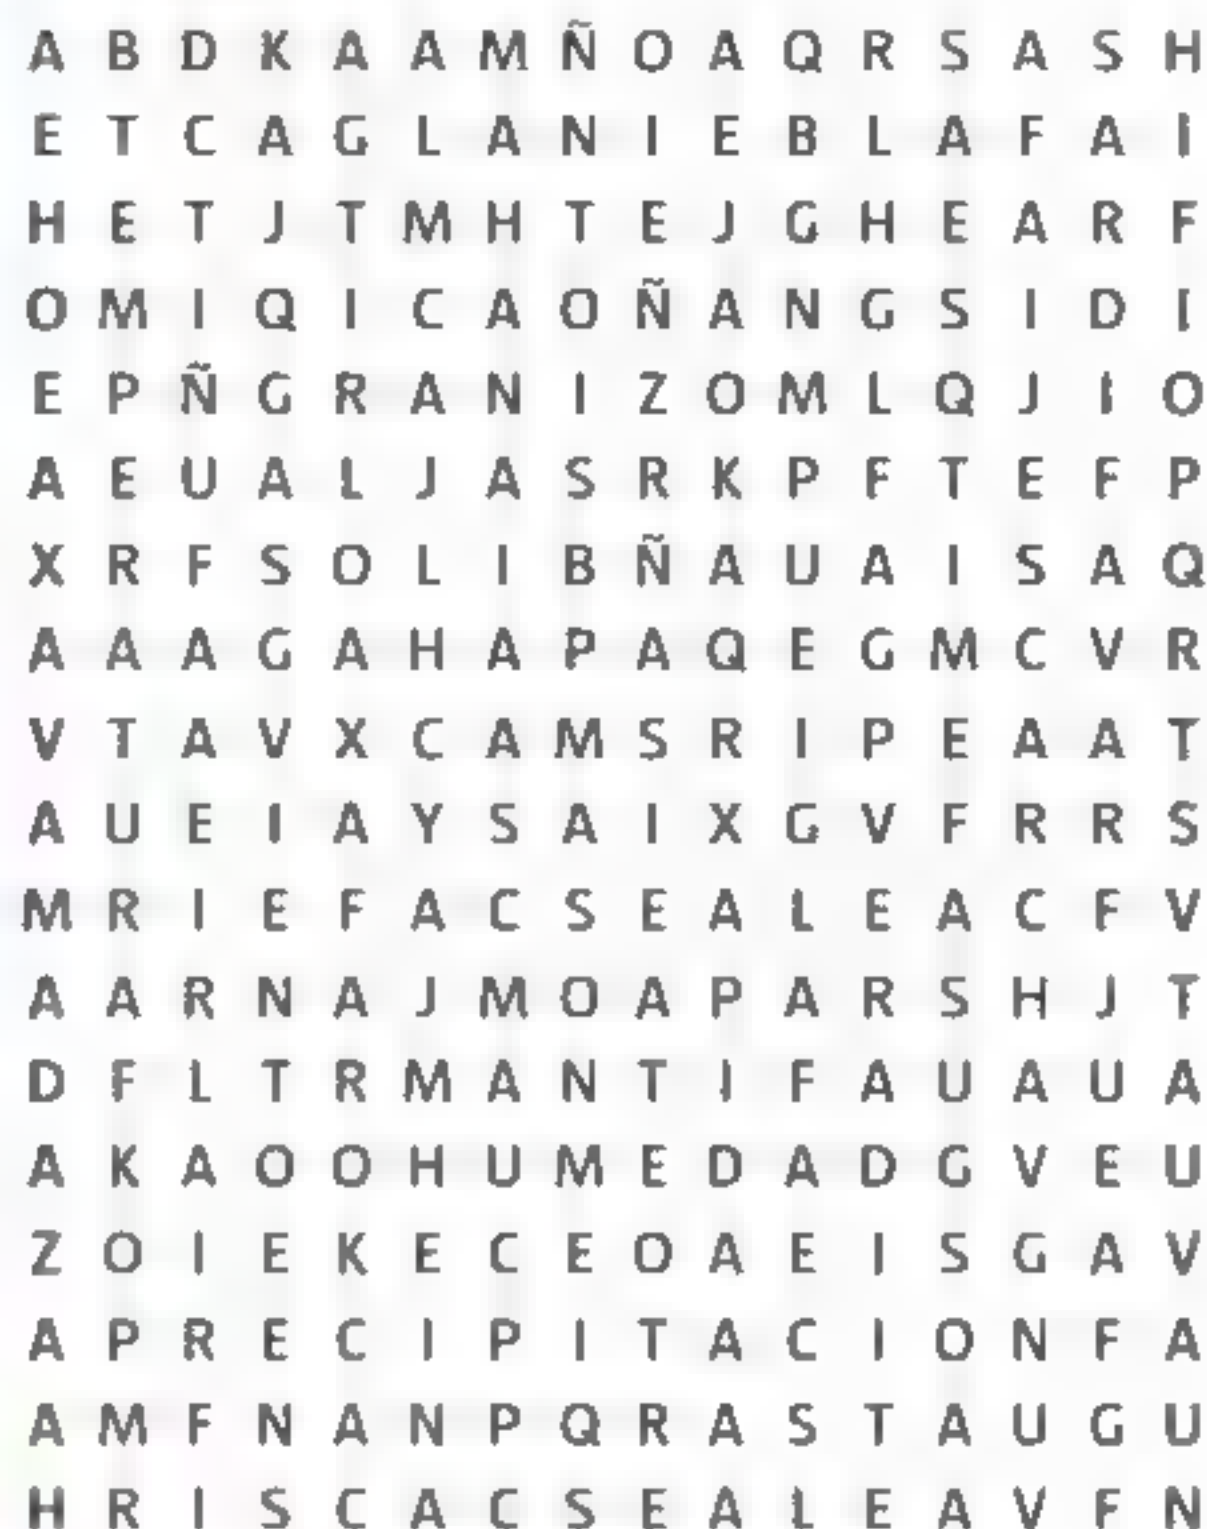 A B D K A A M Ñ O A Q R S A S H
E T C A G L A N I E B L A F A I
H E T J T M H T E J G H E A R F
O M I Q I C A O Ñ A N G S I D I
E P Ñ G R A N I Z O M L Q J I O
A E U A L J A S R K P F T E F P
X R F S O L I B Ñ A U A I S A Q
A A A G A H A P A Q E G M C V R
V T A V X C A M S R I P E A A T
A U E I A Y S A I X G V F R R S
M R I E F A C S E A L E A C F V
A A R N A J M O A P A R S H J T
D F L T R M A N T I F A U A U A
A K A O O H U M E D A D G V E U
Z O I E K E C E O A E I S G A V
A P R E C I P I T A C I O N F A
A M F N A N P Q R A S T A U G U
H R I S C A C S E A L E A V F N